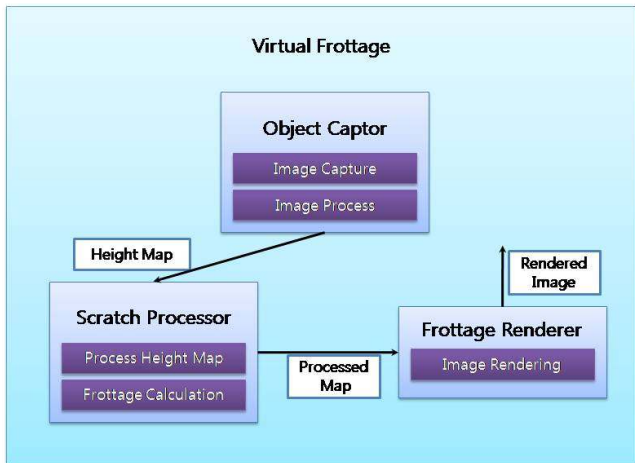 Virtual Frottage
Object Captor
Image Capture
Image Process
Height Map
Rendered
Image
Scratch Processor
Process Height Map
Frottage Calculation
Processed
Map
Frottage Renderer
Image Rendering